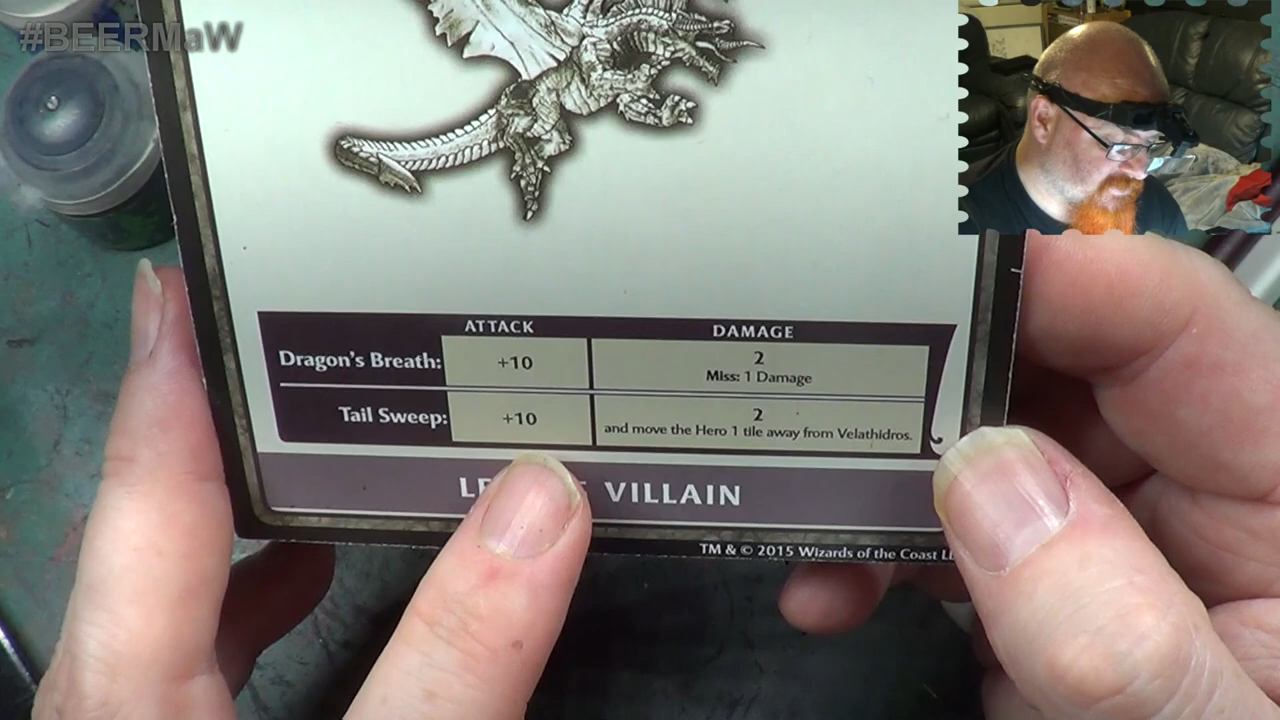 #BEERMaW
ATTACK DAMAGE
Dragon's Breath: +10 2
Miss: 1 Damage
Tail Sweep: +10 2
and move the Hero 1 tile away from Velathidros.
VILLAIN
TM & © 2015 Wizards of the Coast